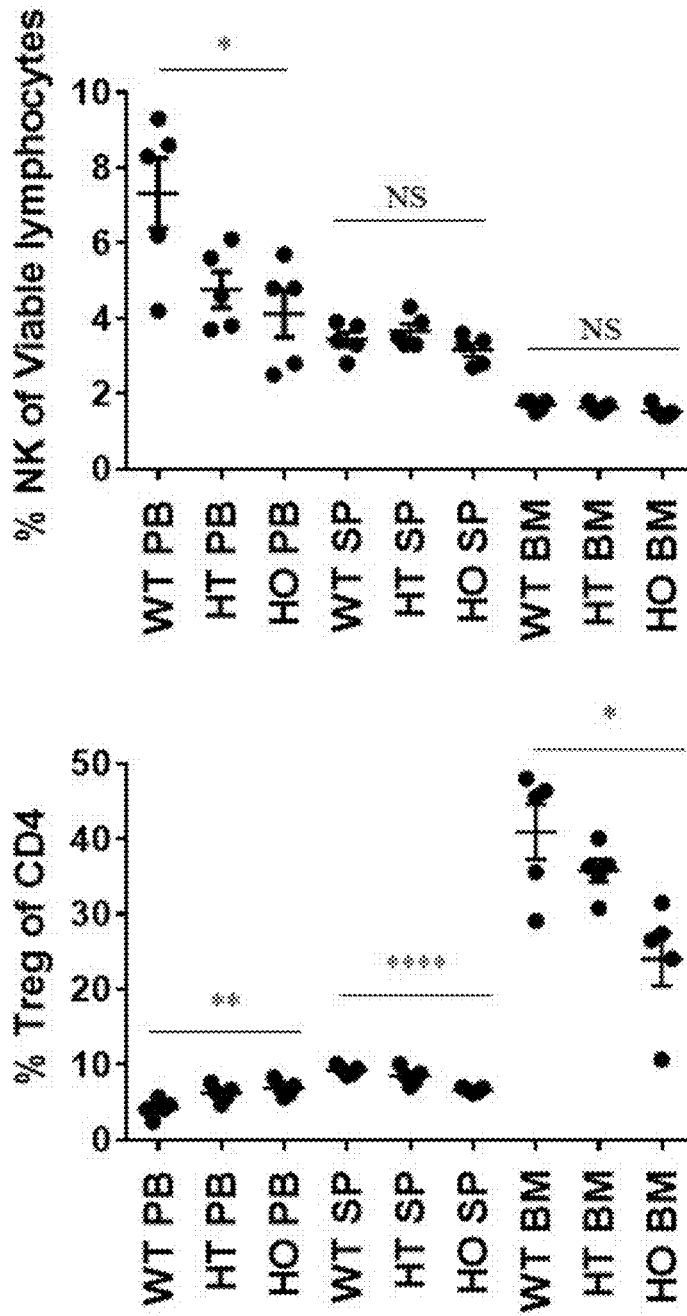 % NK of Viable lymphocytes
10
8
6
4
2
0
*
NS
NS
WT PB
HT PB
HO PB
WT SP
HT SP
HO SP
WT BM
HT BM
HO BM
% Treg of CD4
50
40
30
20
10
0
**
****
*
WT PB
HT PB
HO PB
WT SP
HT SP
HO SP
WT BM
HT BM
HO BM